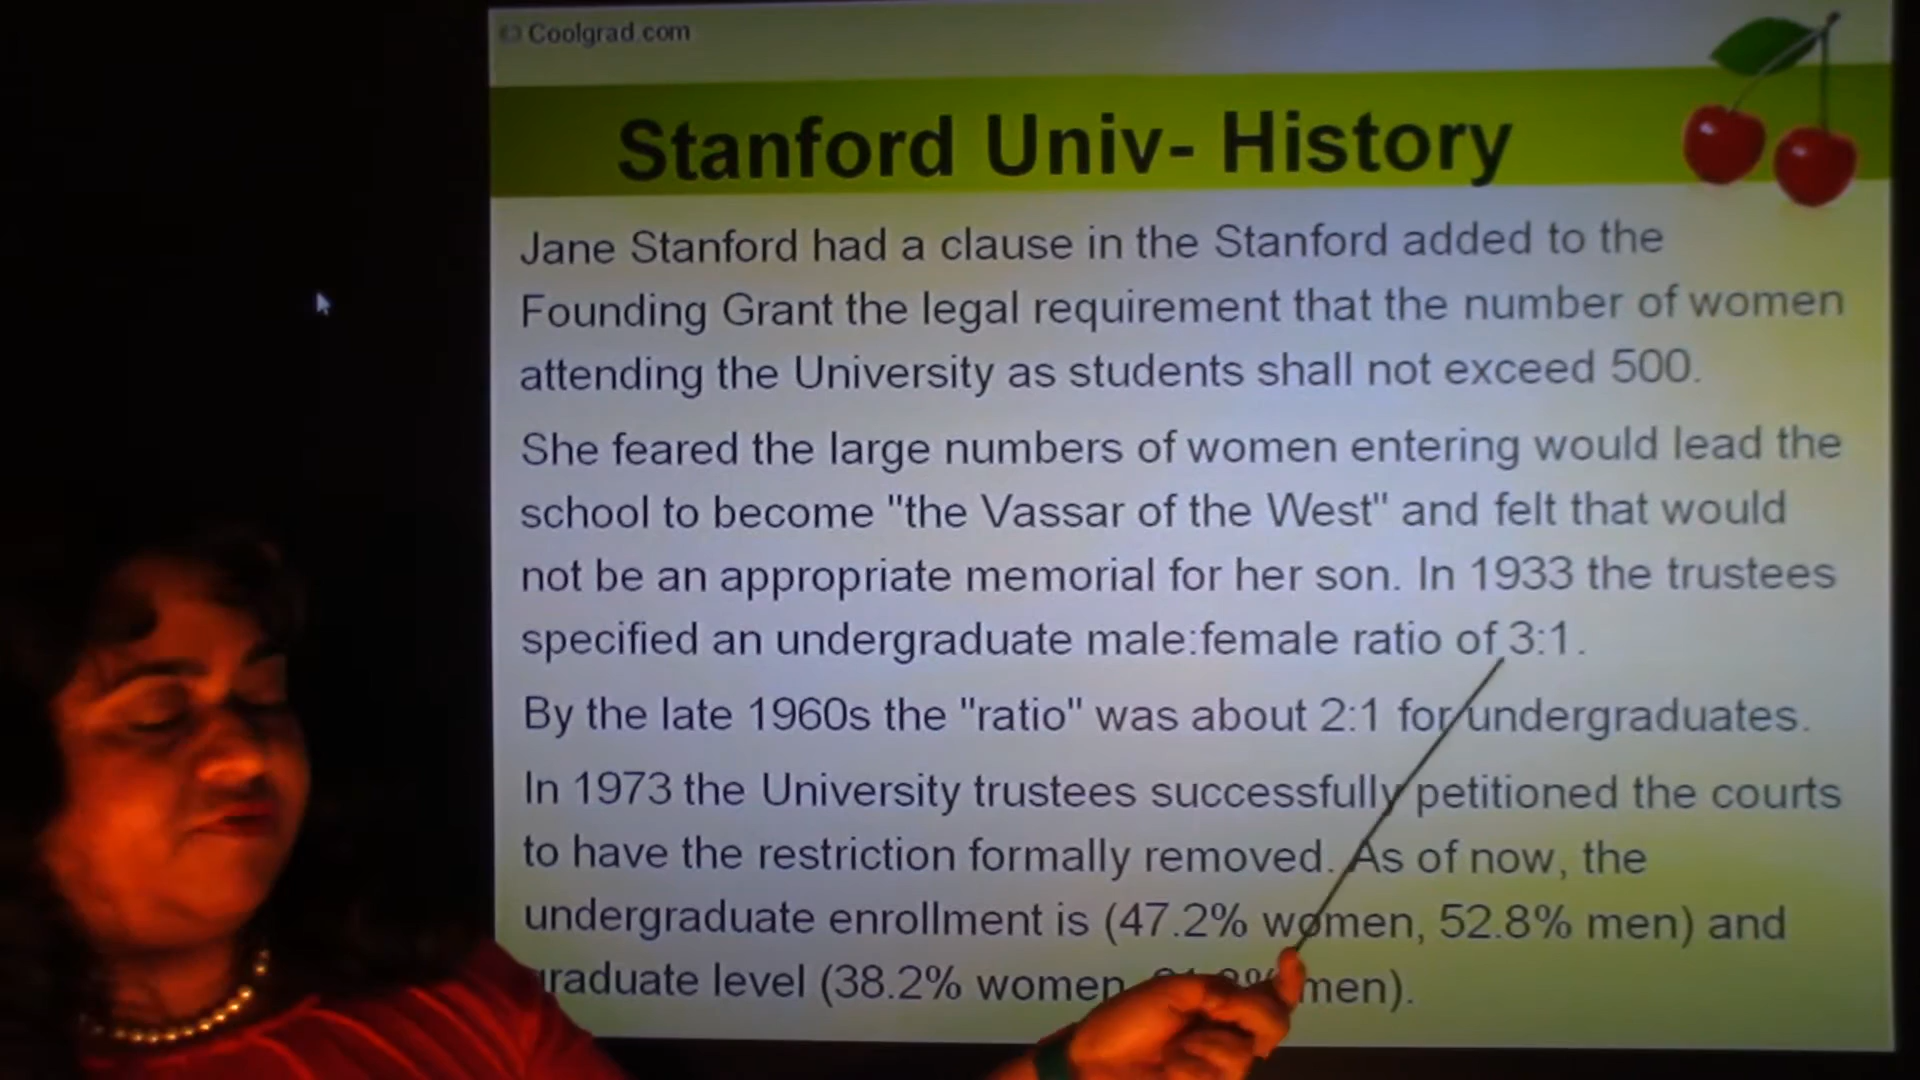 Coolgrad.com
Stanford Univ- History
Jane Stanford had a clause in the Stanford added to the
Founding Grant the legal requirement that the number of women
attending the University as students shall not exceed 500.
She feared the large numbers of women entering would lead the
school to become "the Vassar of the West" and felt that would
not be an appropriate memorial for her son. In 1933 the trustees
specified an undergraduate male:female ratio of 3:1.
By the late 1960s the "ratio" was about 2:1 for undergraduates.
In 1973 the University trustees successfully petitioned the courts
to have the restriction formally removed. As of now, the
undergraduate enrollment is (47.2% women, 52.8% men) and
graduate level (38.2% women men).